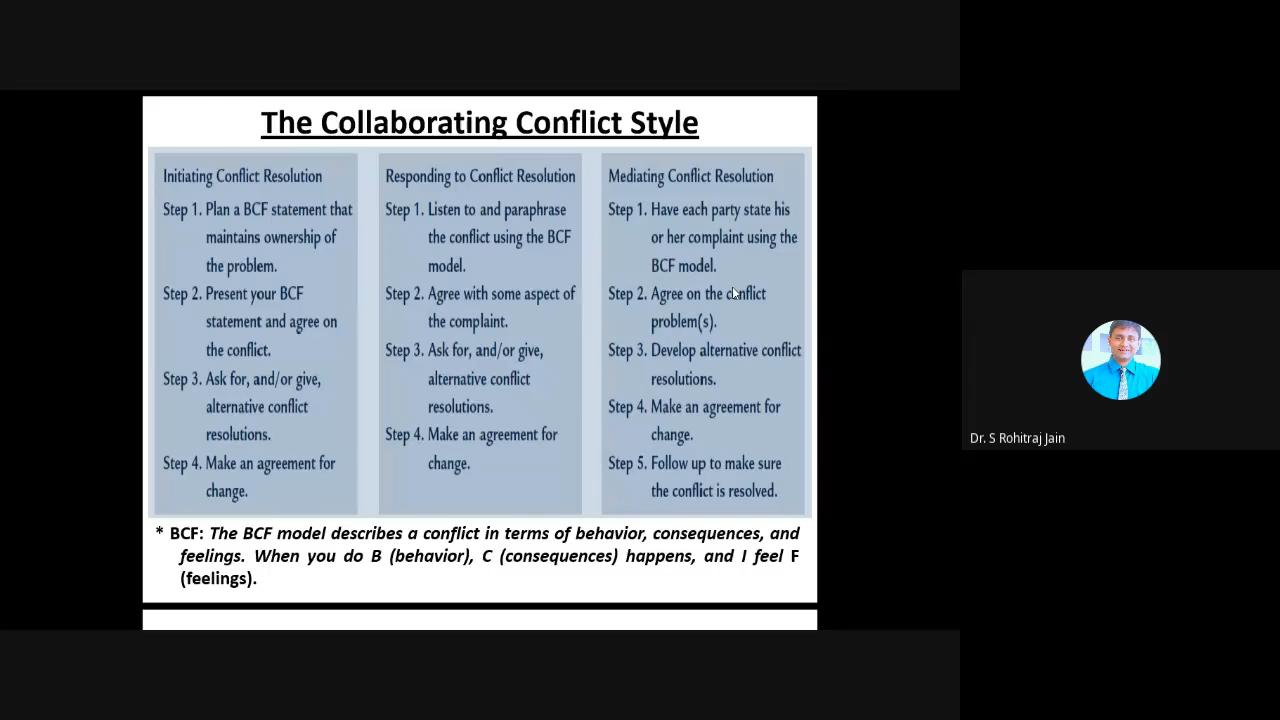 The Collaborating Conflict Style
Initiating Conflict Resolution
Step 1. Plan a BCF statement that
maintains ownership of
the problem.
Step 2. Present your BCF
statement and agree on
the conflict.
Step 3. Ask for, and/or give,
alternative conflict
resolutions.
Step 4. Make an agreement for
change.
Responding to Conflict Resolution
Step 1. Listen to and paraphrase
the conflict using the BCF
model.
Step 2. Agree with some aspect of
the complaint.
Step 3. Ask for, and/or give,
alternative conflict
resolutions.
Step 4. Make an agreement for
change.
Mediating Conflict Resolution
Step 1. Have each party state his
or her complaint using the
BCF model.
Step 2. Agree on the conflict
problem(s).
Step 3. Develop alternative conflict
resolutions.
Step 4. Make an agreement for
change.
Step 5. Follow up to make sure
the conflict is resolved.
* BCF: The BCF model describes a conflict in terms of behavior, consequences, and
feelings. When you do B (behavior), C (consequences) happens, and I feel F
(feelings).
Dr. S Rohitraj Jain